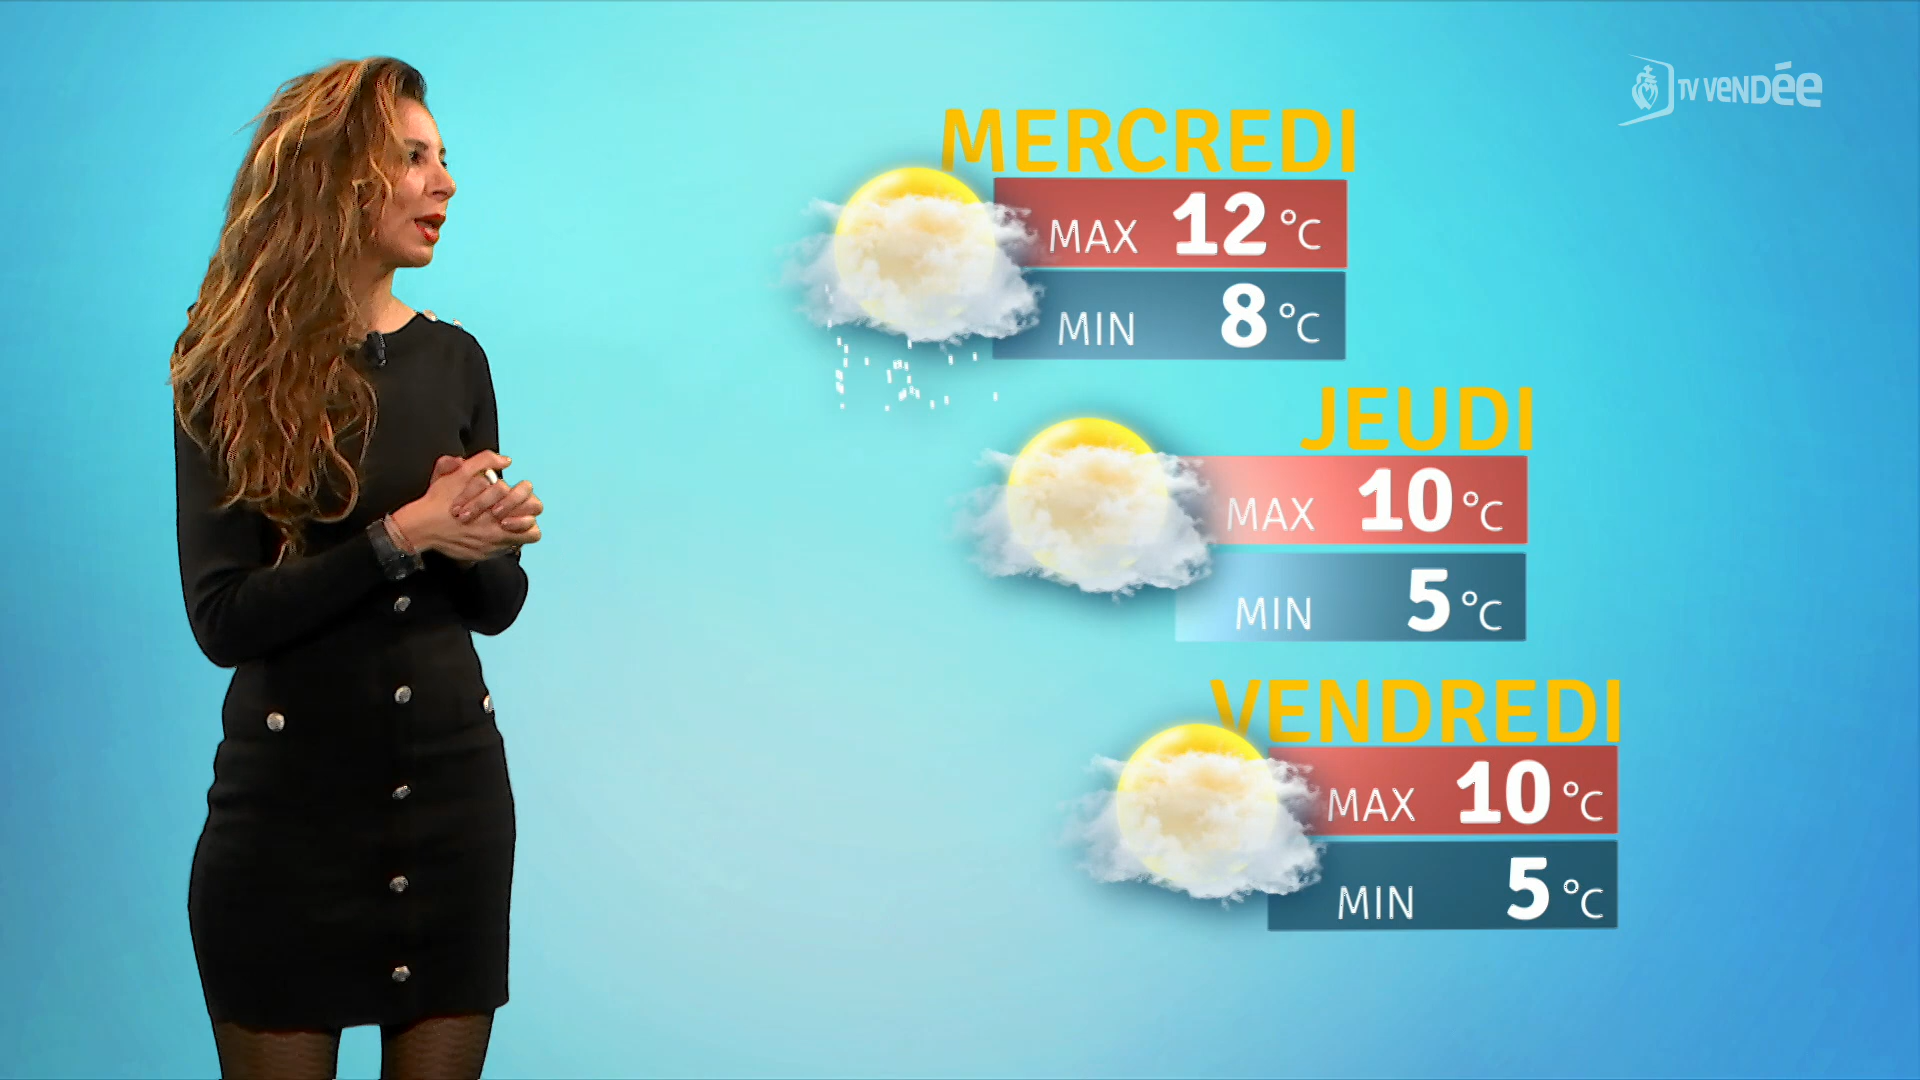 TV VENDÉE
MERCREDI
MAX 12 °C
MIN 8 °C
JEUDI
MAX 10 °C
MIN 5 °C
VENDREDI
MAX 10 °C
MIN 5 °C